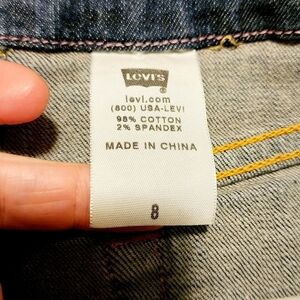 LEVI'S
®
levi.com
(800) USA-LEVI
98% COTTON
2% SPANDEX
MADE IN CHINA
8